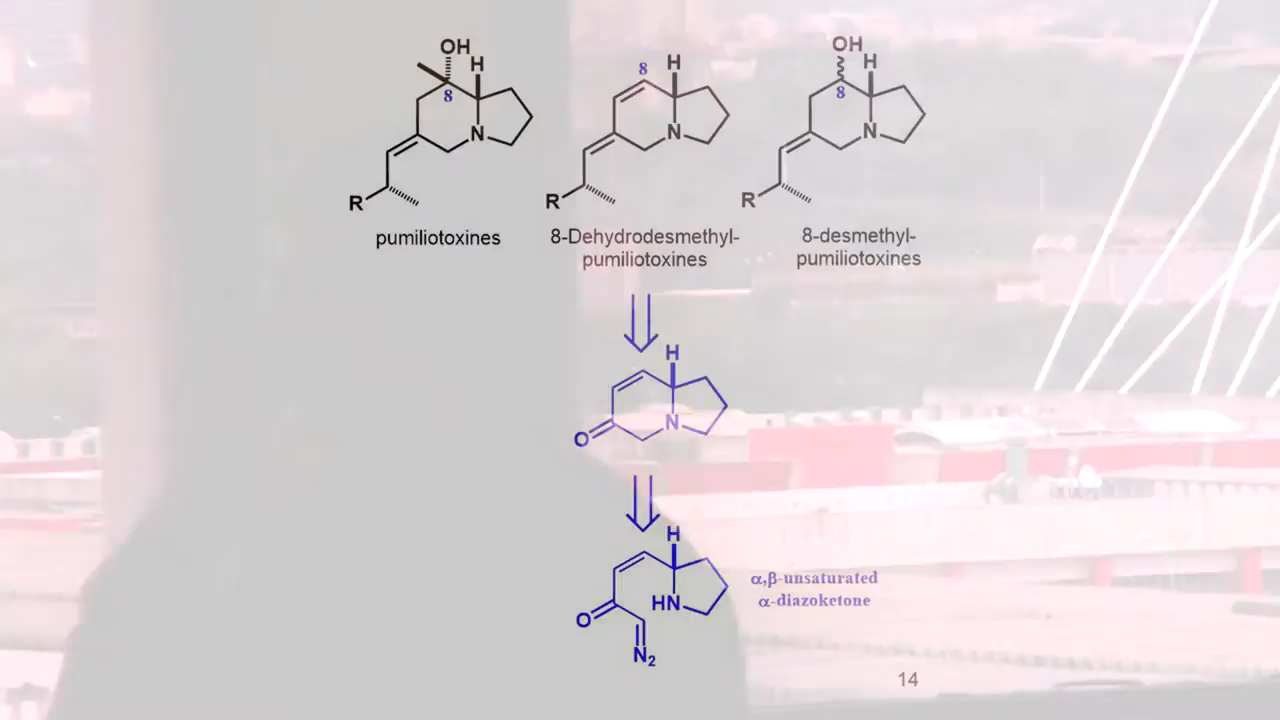 OH
H
8
N
R
pumiliotoxines
8
H
N
R
8-Dehydrodesmethyl-
pumiliotoxines
OH
H
8
N
R
8-desmethyl-
pumiliotoxines
H
N
O
H
HN
O
N2
α,β-unsaturated
α-diazoketone
14